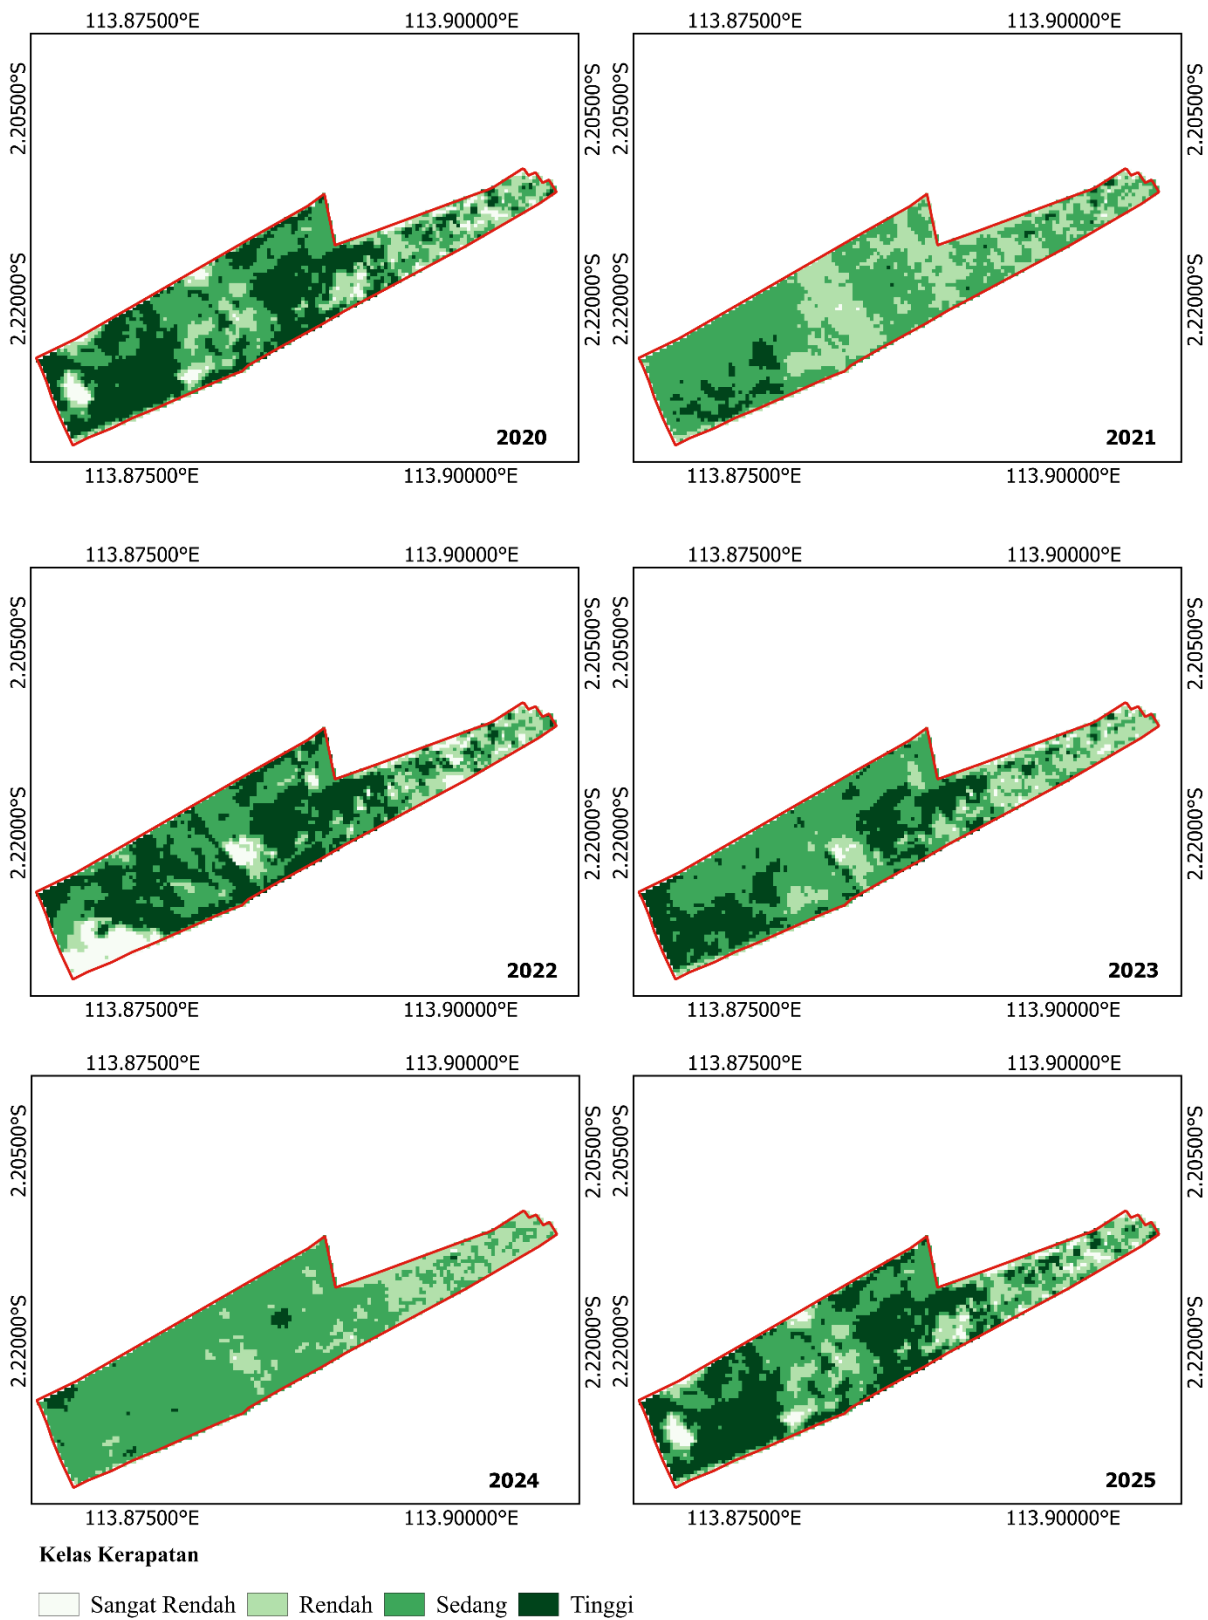 113.87500°E 113.90000°E 113.87500°E 113.90000°E
2.20500°S 2.20500°S 2.20500°S 2.20500°S
2.22000°S 2.22000°S 2.22000°S 2.22000°S
2020 2021
113.87500°E 113.90000°E 113.87500°E 113.90000°E
113.87500°E 113.90000°E 113.87500°E 113.90000°E
2.20500°S 2.20500°S 2.20500°S 2.20500°S
2.22000°S 2.22000°S 2.22000°S 2.22000°S
2022 2023
113.87500°E 113.90000°E 113.87500°E 113.90000°E
113.87500°E 113.90000°E 113.87500°E 113.90000°E
2.20500°S 2.20500°S 2.20500°S 2.20500°S
2.22000°S 2.22000°S 2.22000°S 2.22000°S
2024 2025
113.87500°E 113.90000°E 113.87500°E 113.90000°E
Kelas Kerapatan
Sangat Rendah Rendah Sedang Tinggi